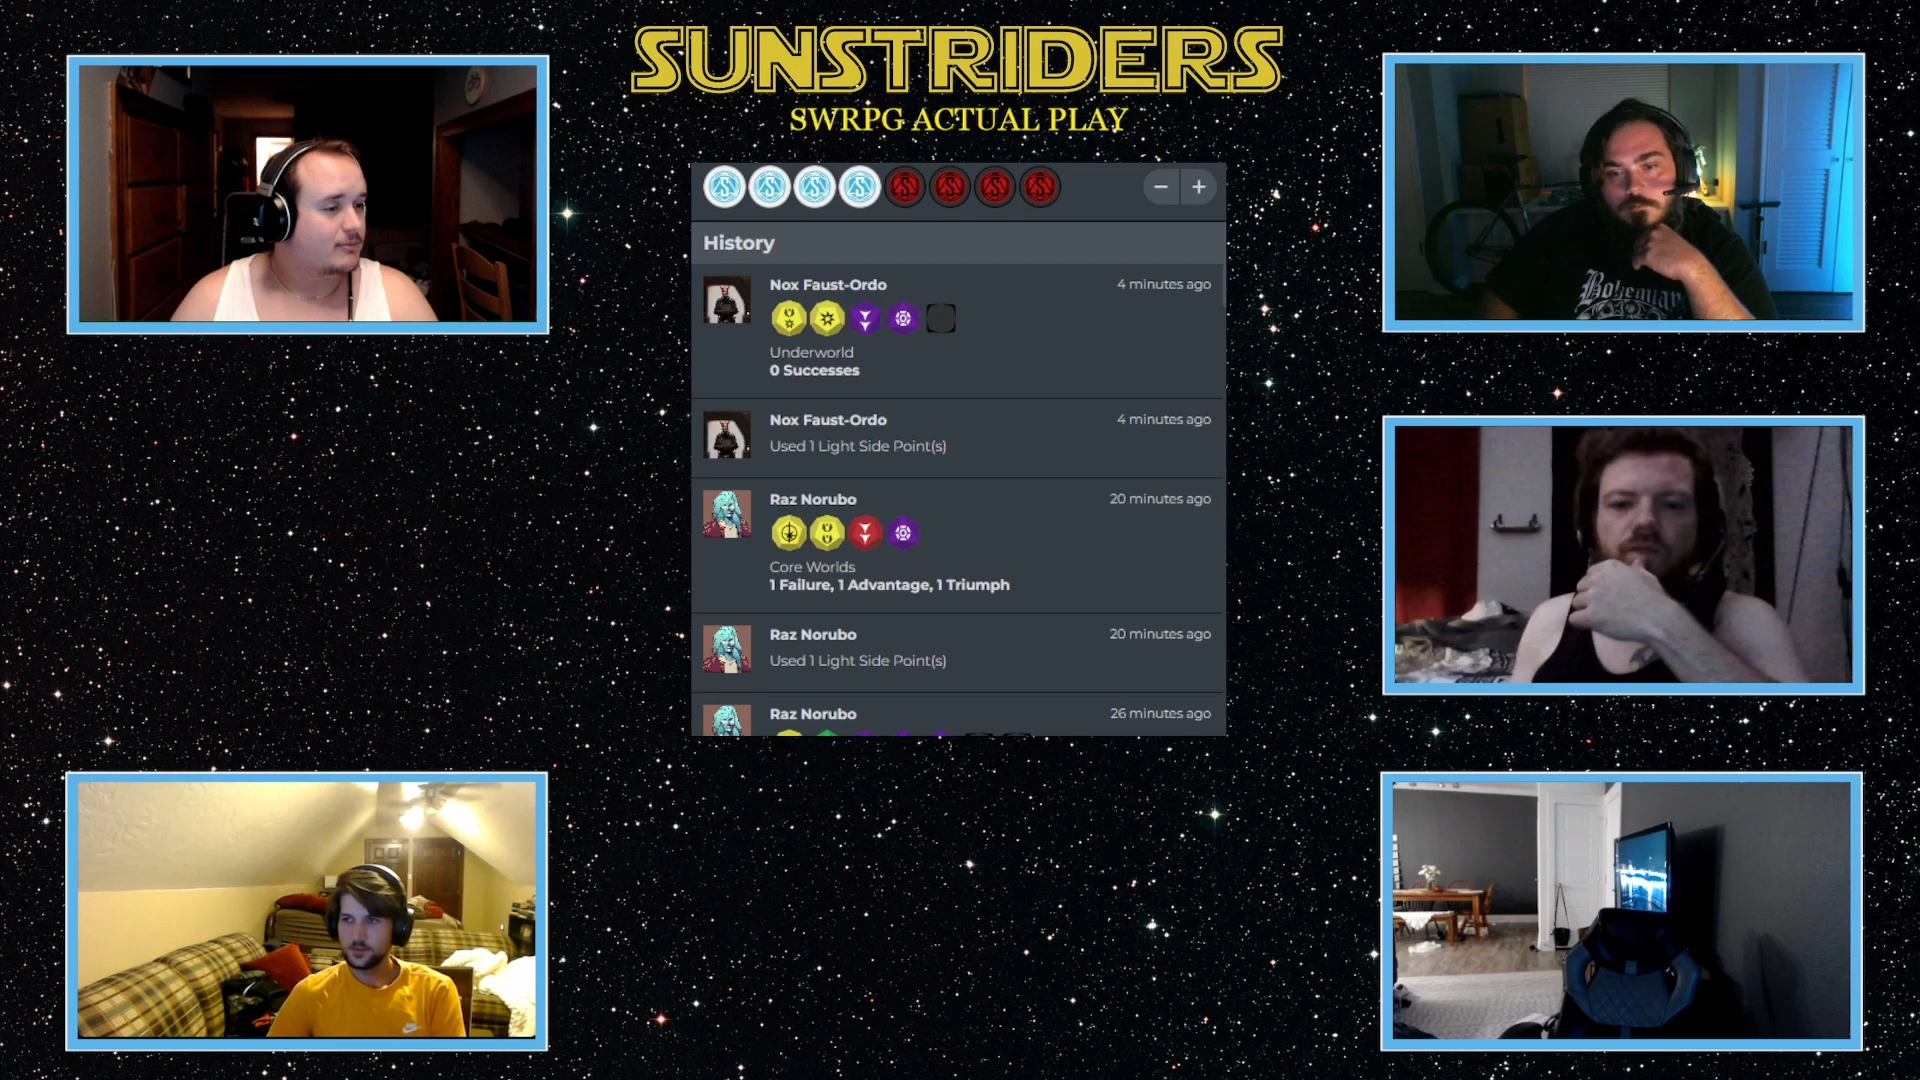 SUNSTRIDERS
SWRPG ACTUAL PLAY
− +
History
Nox Faust-Ordo 4 minutes ago
Underworld
0 Successes
Nox Faust-Ordo 4 minutes ago
Used 1 Light Side Point(s)
Raz Norubo 20 minutes ago
Core Worlds
1 Failure, 1 Advantage, 1 Triumph
Raz Norubo 20 minutes ago
Used 1 Light Side Point(s)
Raz Norubo 26 minutes ago
Bohemian